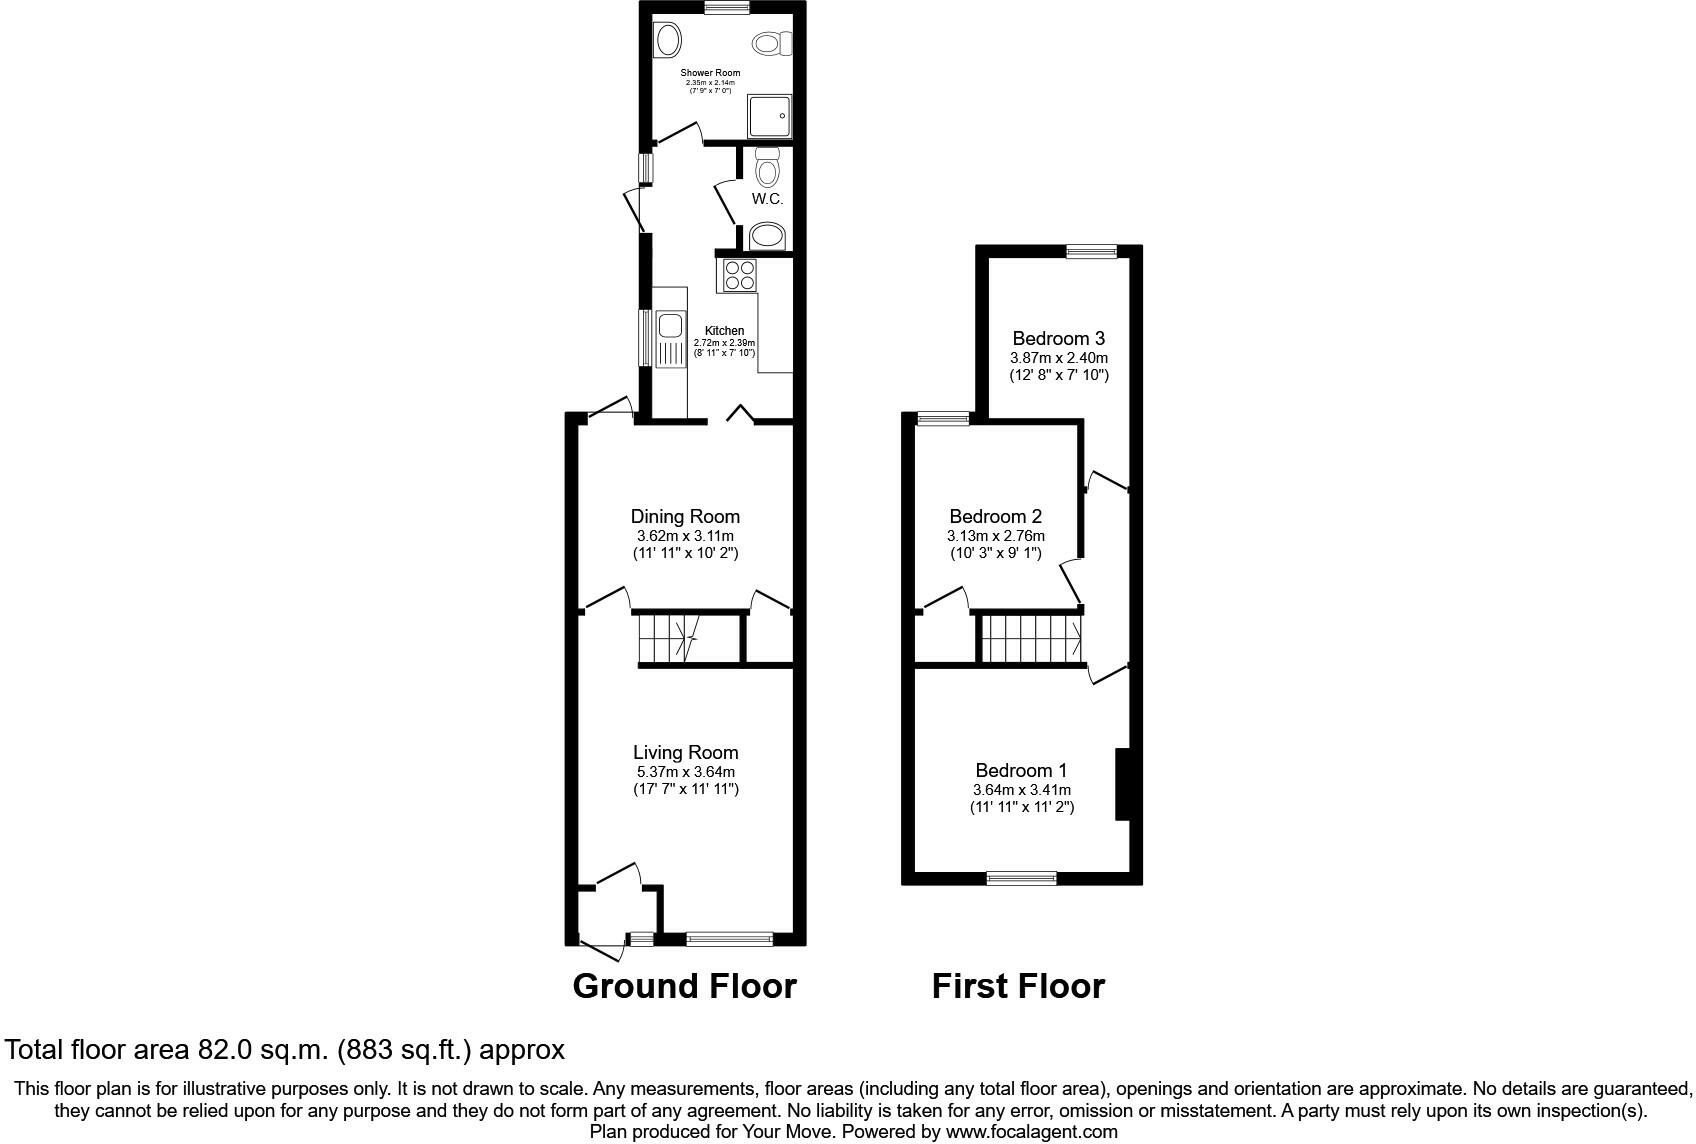 Shower Room
2.35m x 2.14m
(7' 9" x 7' 0")
W.C.
Kitchen
2.72m x 2.39m
(8' 11" x 7' 10")
Dining Room
3.62m x 3.11m
(11' 11" x 10' 2")
Living Room
5.37m x 3.64m
(17' 7" x 11' 11")
Ground Floor
Bedroom 3
3.87m x 2.40m
(12' 8" x 7' 10")
Bedroom 2
3.13m x 2.76m
(10' 3" x 9' 1")
Bedroom 1
3.64m x 3.41m
(11' 11" x 11' 2")
First Floor
Total floor area 82.0 sq.m. (883 sq.ft.) approx
This floor plan is for illustrative purposes only. It is not drawn to scale. Any measurements, floor areas (including any total floor area), openings and orientation are approximate. No details are guaranteed,
they cannot be relied upon for any purpose and they do not form part of any agreement. No liability is taken for any error, omission or misstatement. A party must rely upon its own inspection(s).
Plan produced for Your Move. Powered by www.focalagent.com